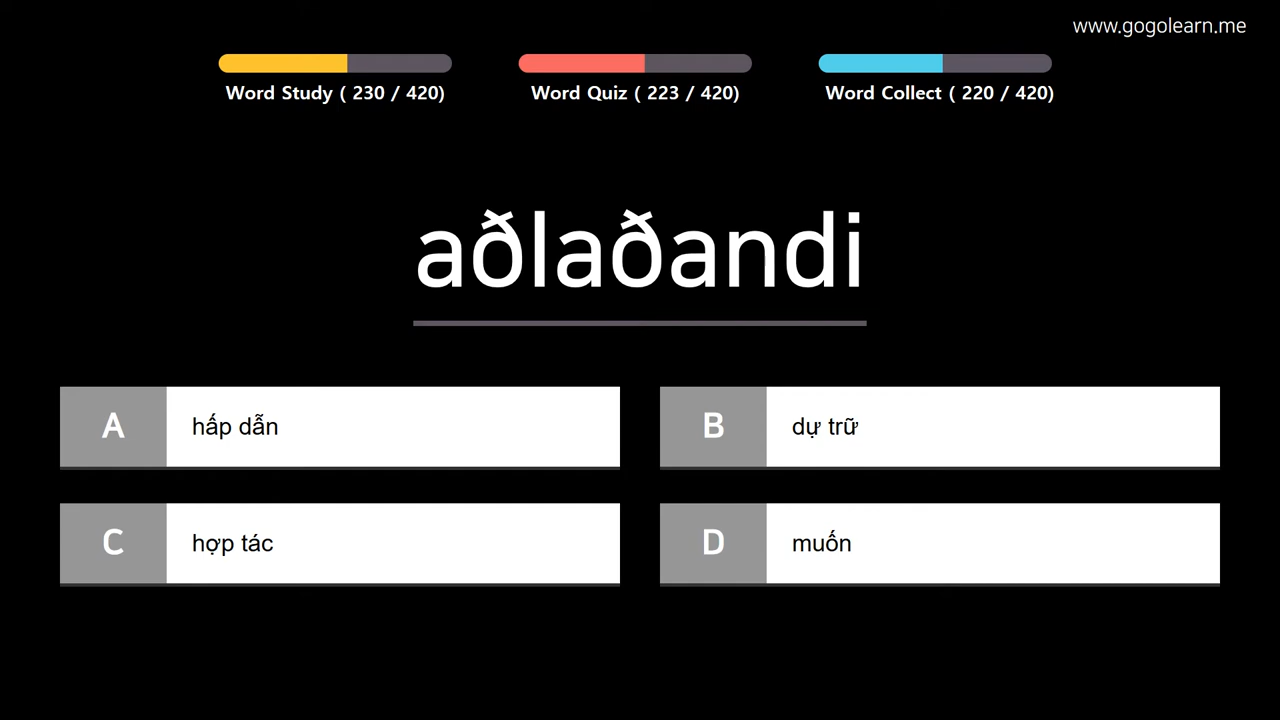 www.gogolearn.me
Word Study ( 230 / 420)
Word Quiz ( 223 / 420)
Word Collect ( 220 / 420)
aðlaðandi
A hấp dẫn
B dự trữ
C hợp tác
D muốn